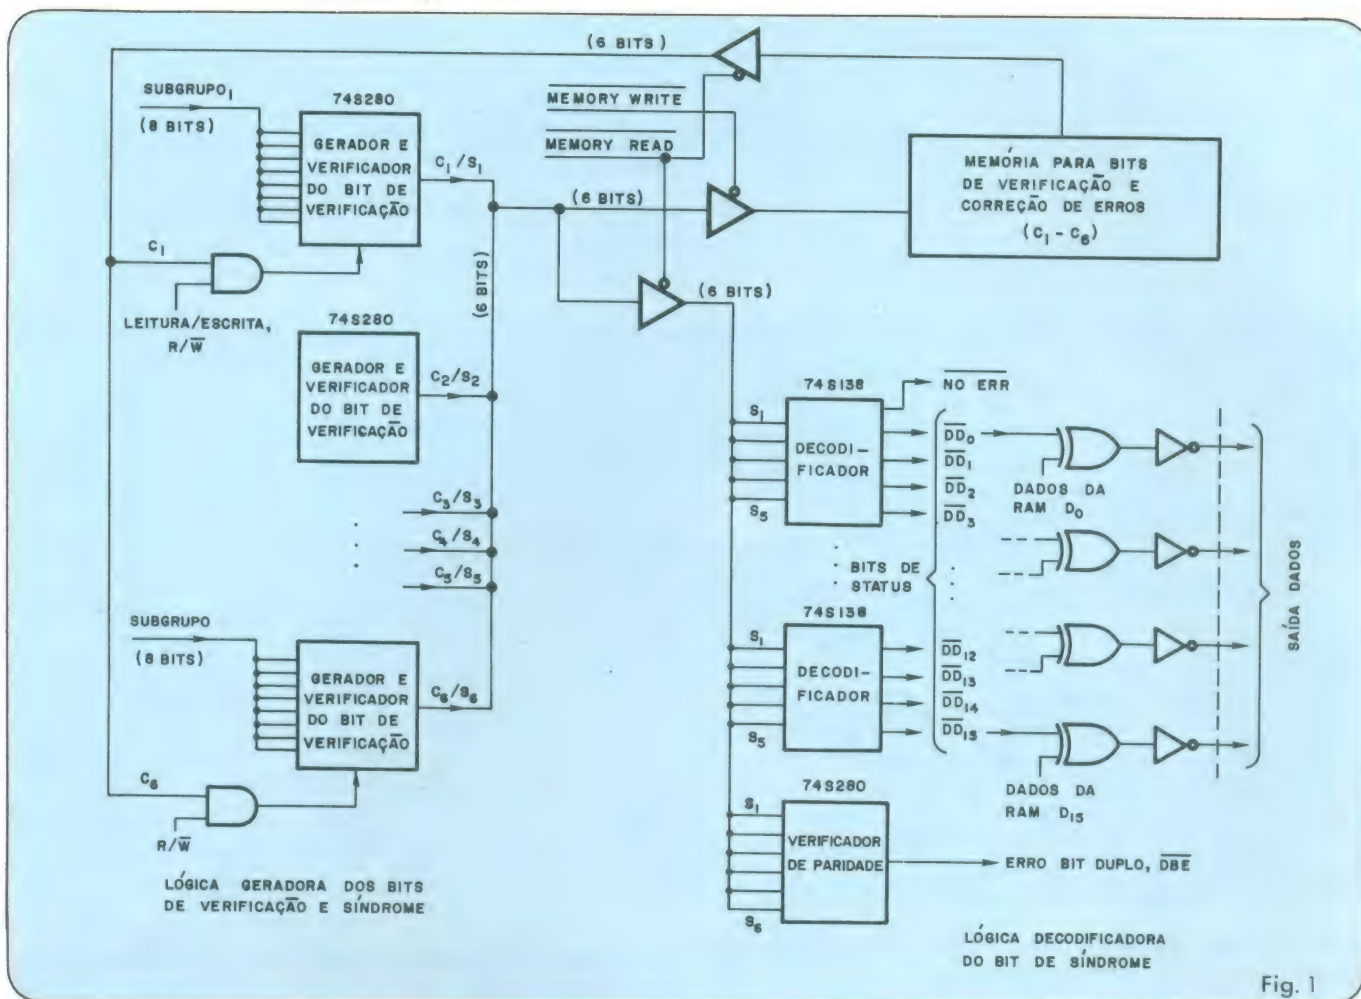 (6 BITS)
SUBGRUPO₁
(8 BITS)
74S280
GERADOR E
VERIFICADOR
DO BIT DE
VERIFICAÇÃO
C₁/S₁
C₁
LEITURA/ESCRITA,
R/W̅
MEMORY WRITE
MEMORY READ
(6 BITS)
(6 BITS)
(6 BITS)
MEMÓRIA PARA BITS
DE VERIFICAÇÃO E
CORREÇÃO DE ERROS
(C₁ - C₆)
74S280
GERADOR E
VERIFICADOR
DO BIT DE
VERIFICAÇÃO
C₂/S₂
C₃/S₃
C₄/S₄
C₅/S₅
SUBGRUPO
(8 BITS)
GERADOR E
VERIFICADOR
DO BIT DE
VERIFICAÇÃO
C₆/S₆
C₆
R/W̅
LÓGICA GERADORA DOS BITS
DE VERIFICAÇÃO E SÍNDROME
74S138
S₁
DECODI-
FICADOR
S₅
NO ERR
DD₀
DD₁
DD₂
DD₃
DADOS DA
RAM D₀
BITS DE
STATUS
74S138
S₁
DECODI-
FICADOR
S₅
DD₁₂
DD₁₃
DD₁₄
DD₁₅
DADOS DA
RAM D₁₅
SAÍDA DADOS
74S280
S₁
VERIFICADOR
DE PARIDADE
S₆
ERRO BIT DUPLO, DBE
LÓGICA DECODIFICADORA
DO BIT DE SÍNDROME
Fig. 1